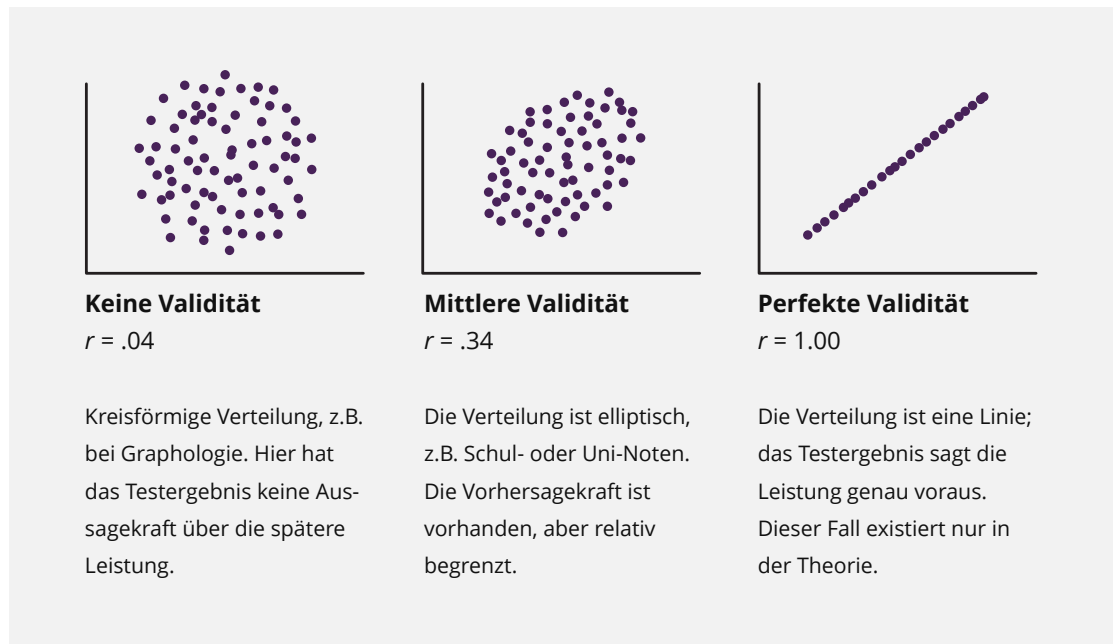 Keine Validität
r = .04
Kreisförmige Verteilung, z.B.
bei Graphologie. Hier hat
das Testergebnis keine Aus-
sagekraft über die spätere
Leistung.
Mittlere Validität
r = .34
Die Verteilung ist elliptisch,
z.B. Schul- oder Uni-Noten.
Die Vorhersagekraft ist
vorhanden, aber relativ
begrenzt.
Perfekte Validität
r = 1.00
Die Verteilung ist eine Linie;
das Testergebnis sagt die
Leistung genau voraus.
Dieser Fall existiert nur in
der Theorie.